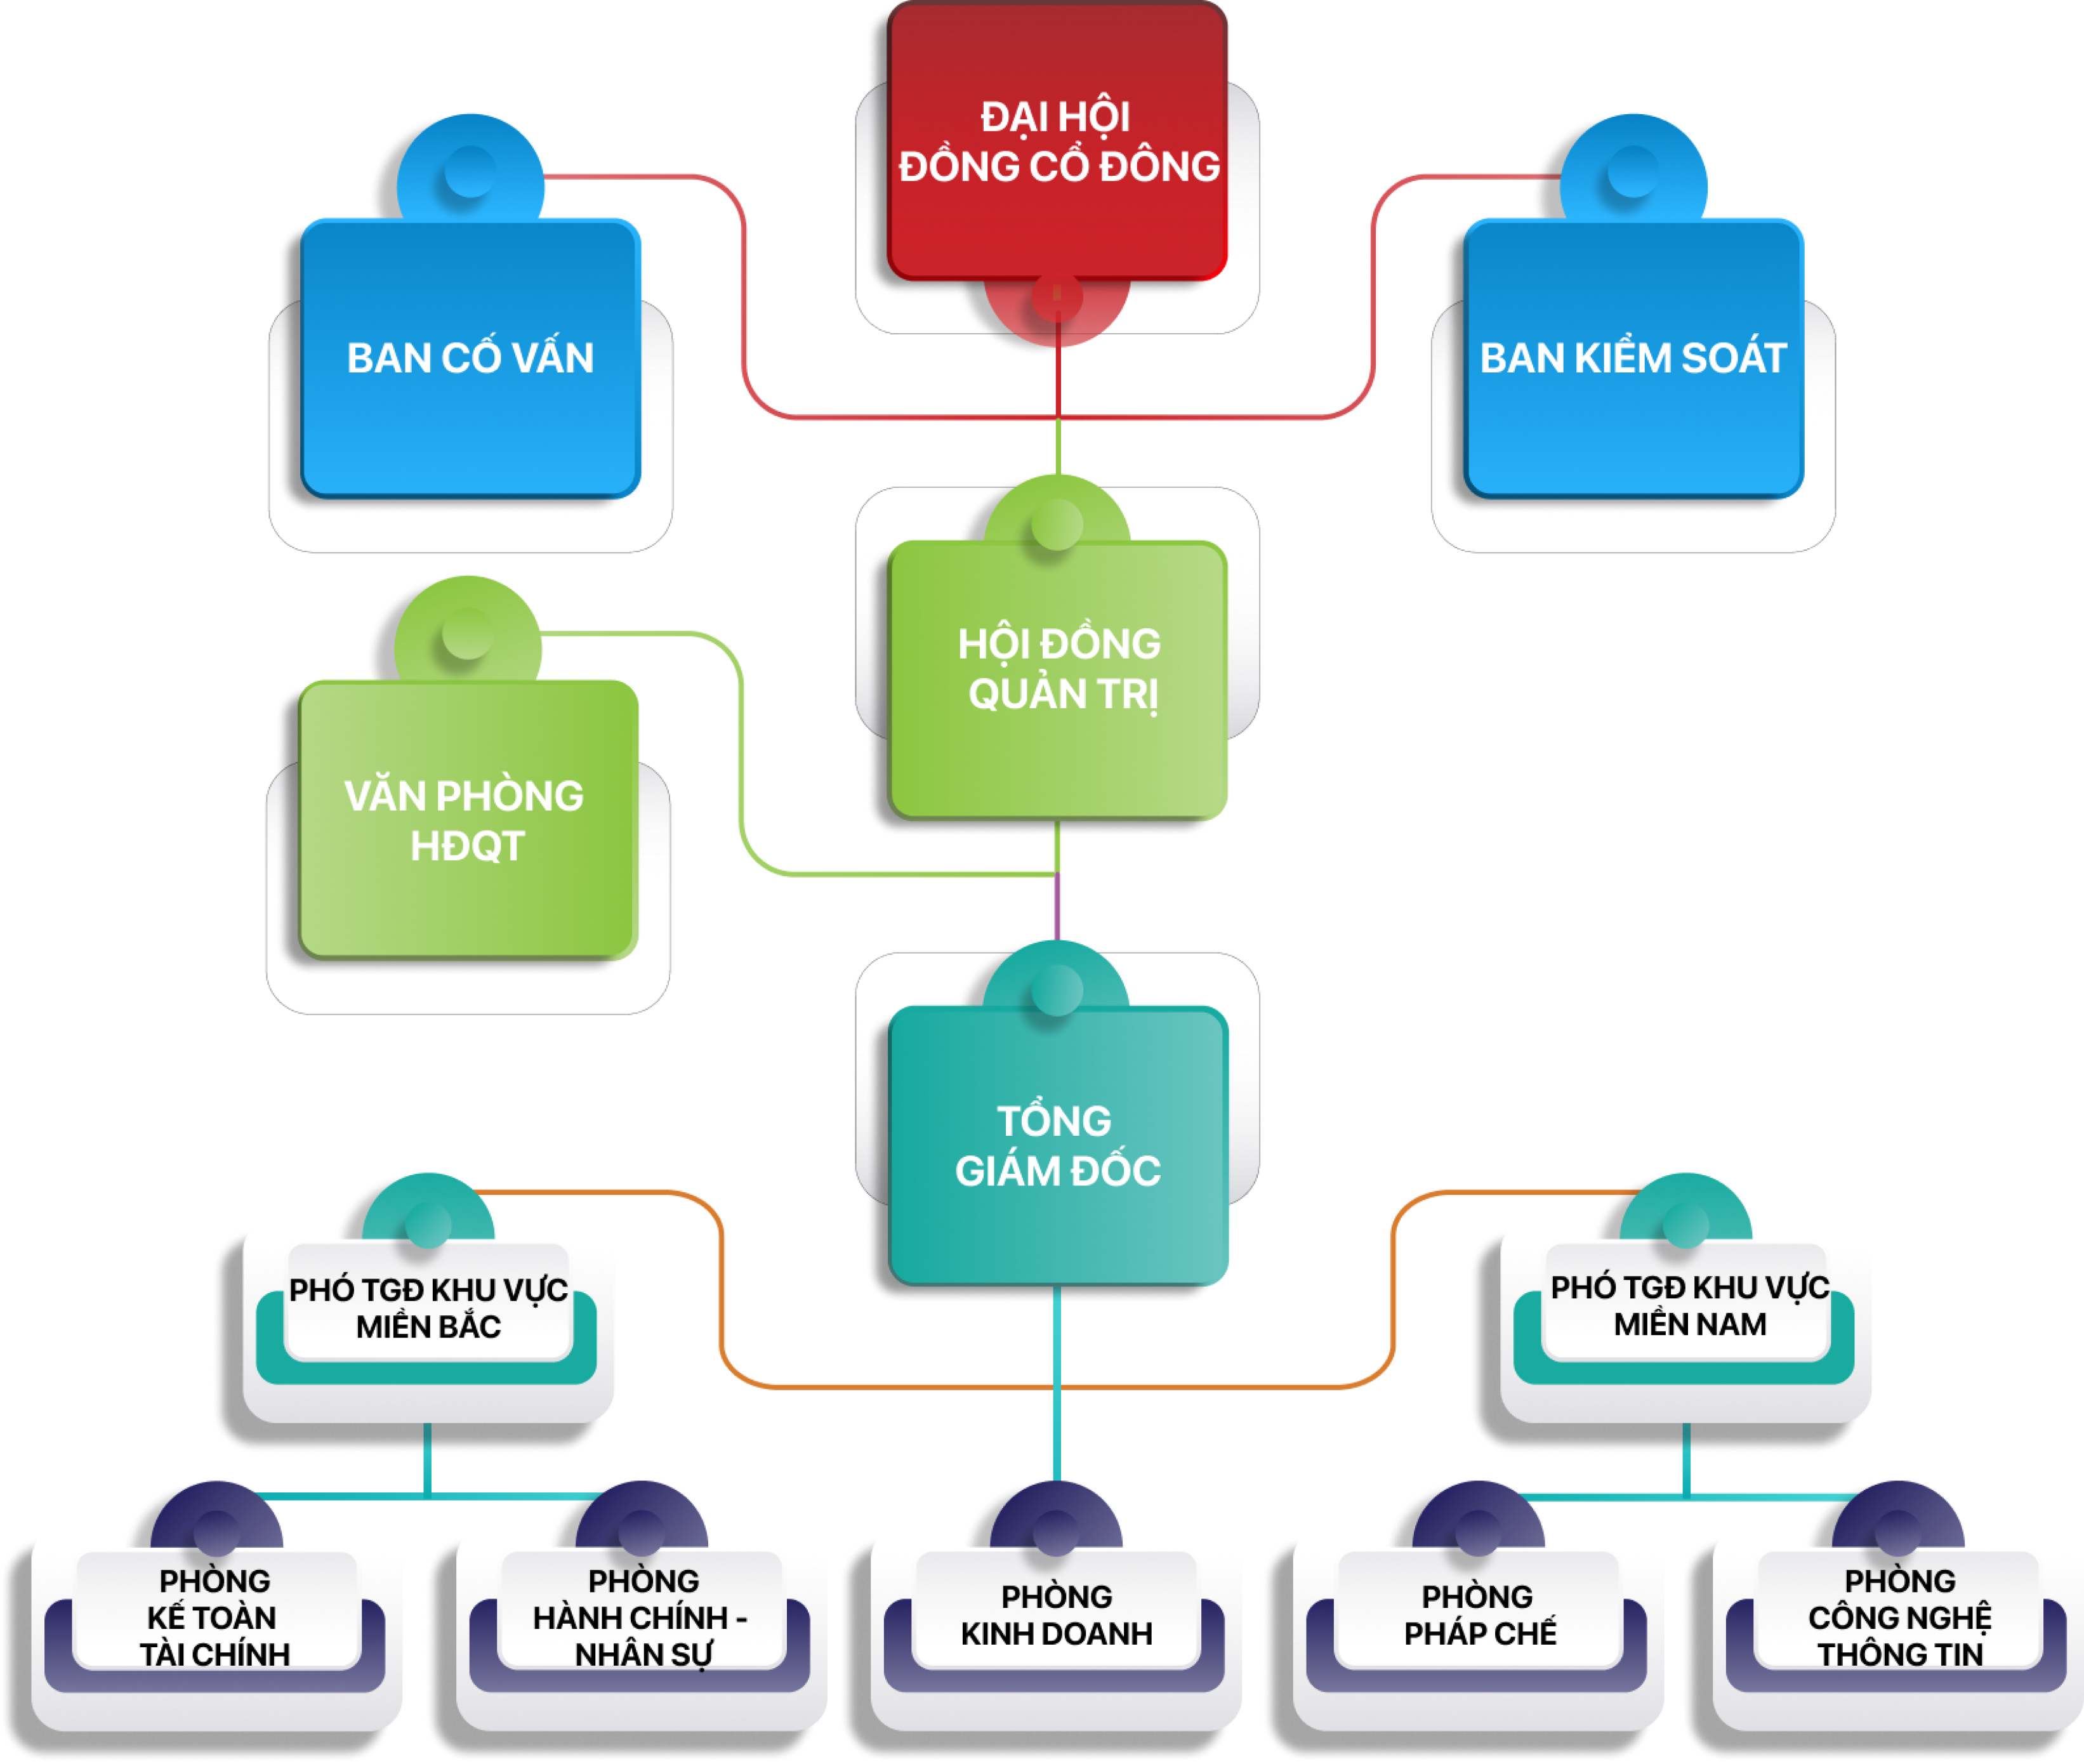 ĐẠI HỘI
ĐỒNG CỔ ĐÔNG
BAN CỐ VẤN
BAN KIỂM SOÁT
HỘI ĐỒNG
QUẢN TRỊ
VĂN PHÒNG
HĐQT
TỔNG
GIÁM ĐỐC
PHÓ TGĐ KHU VỰC
MIỀN BẮC
PHÓ TGĐ KHU VỰC
MIỀN NAM
PHÒNG
KẾ TOÀN
TÀI CHÍNH
PHÒNG
HÀNH CHÍNH -
NHÂN SỰ
PHÒNG
KINH DOANH
PHÒNG
PHÁP CHẾ
PHÒNG
CÔNG NGHỆ
THÔNG TIN